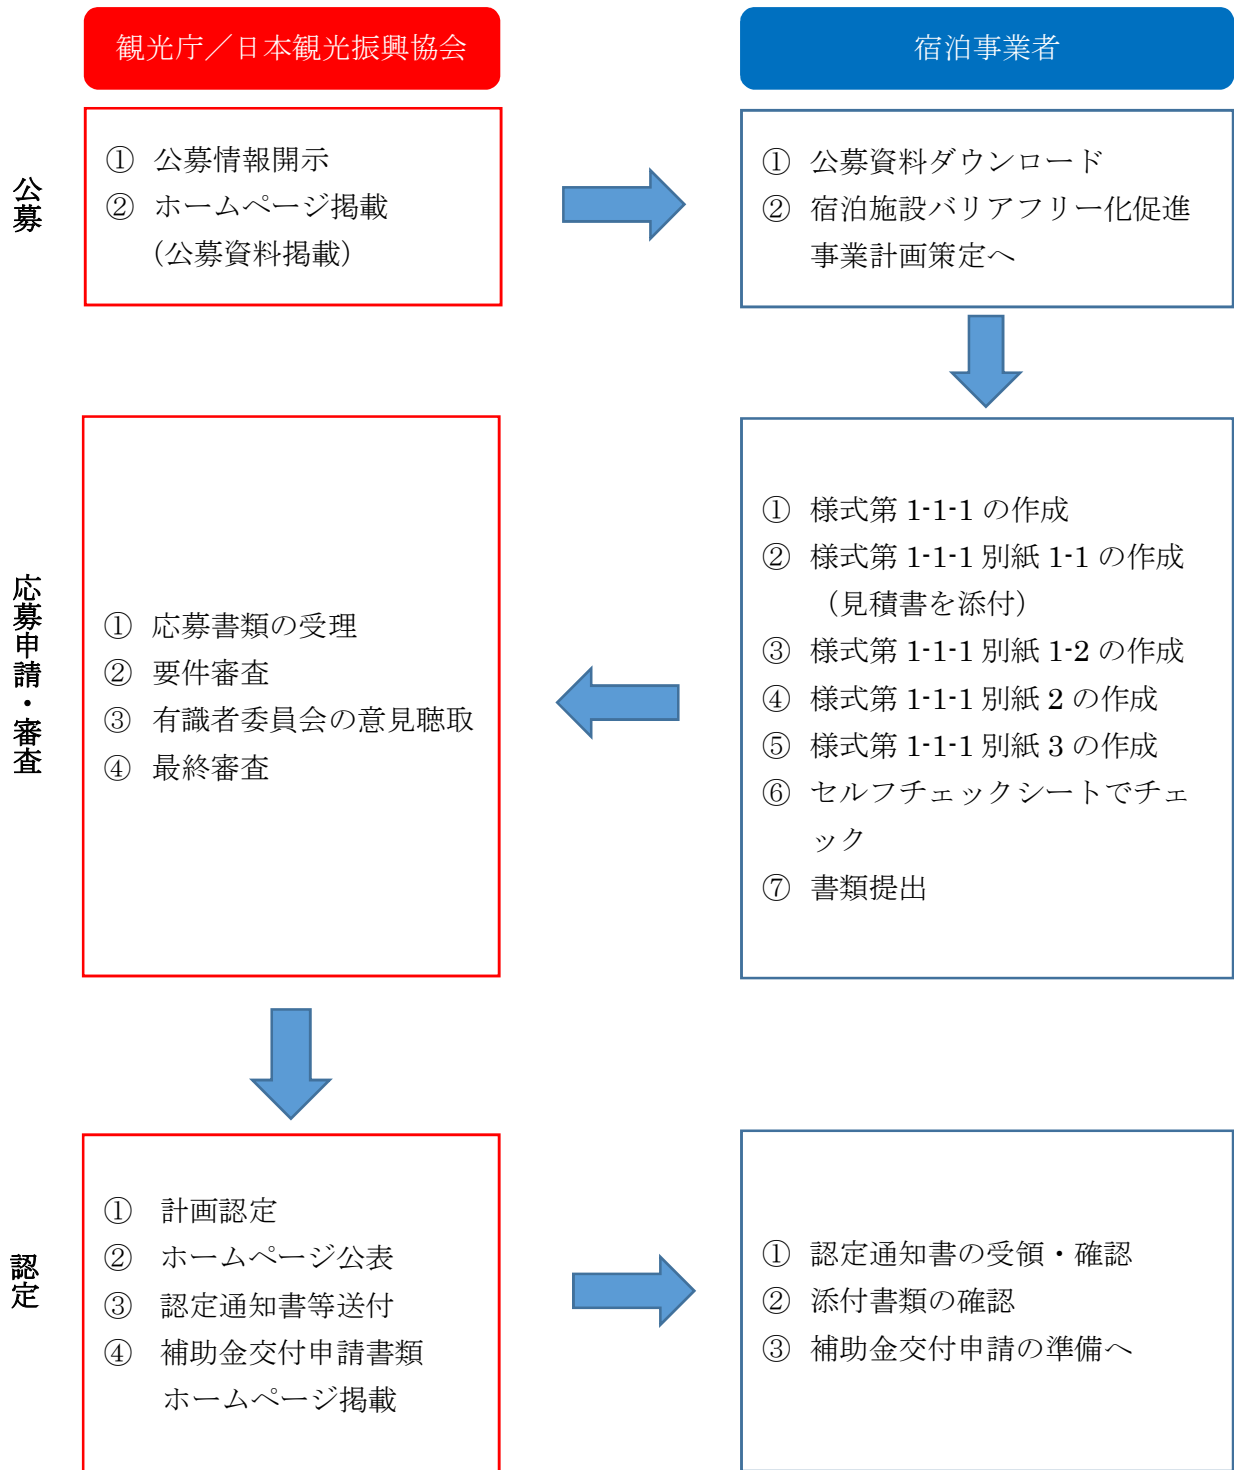 観光庁／日本観光振興協会
宿泊事業者
公募
① 公募情報開示
② ホームページ掲載
（公募資料掲載）
① 公募資料ダウンロード
② 宿泊施設バリアフリー化促進
事業計画策定へ
応募申請・審査
① 応募書類の受理
② 要件審査
③ 有識者委員会の意見聴取
④ 最終審査
① 様式第 1-1-1 の作成
② 様式第 1-1-1 別紙 1-1 の作成
（見積書を添付）
③ 様式第 1-1-1 別紙 1-2 の作成
④ 様式第 1-1-1 別紙 2 の作成
⑤ 様式第 1-1-1 別紙 3 の作成
⑥ セルフチェックシートでチェ
ック
⑦ 書類提出
認定
① 計画認定
② ホームページ公表
③ 認定通知書等送付
④ 補助金交付申請書類
ホームページ掲載
① 認定通知書の受領・確認
② 添付書類の確認
③ 補助金交付申請の準備へ